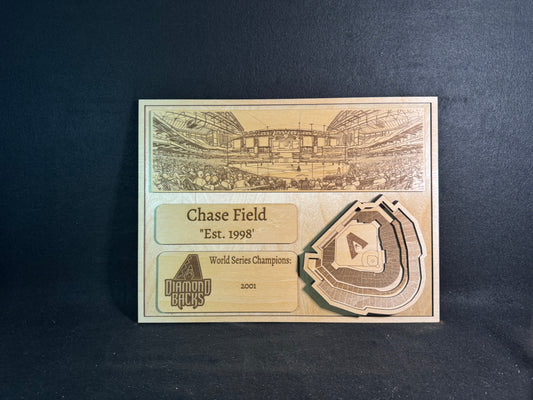 Chase Field
"Est. 1998'
World Series Champions:
2001
A
DIAMOND
BACKS
A